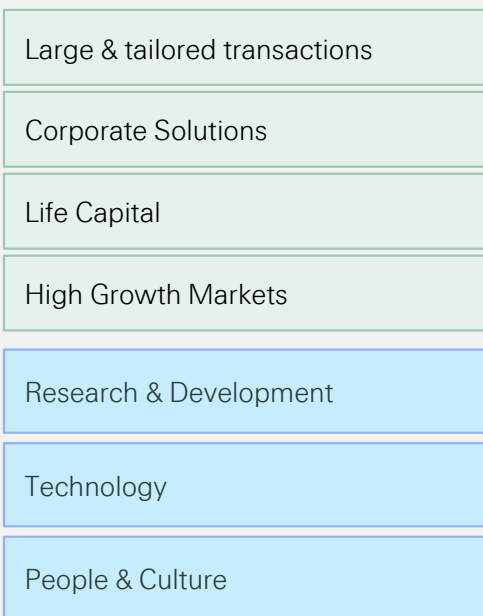 Large & tailored transactions
Corporate Solutions
Life Capital
High Growth Markets
Research & Development
Technology
People & Culture